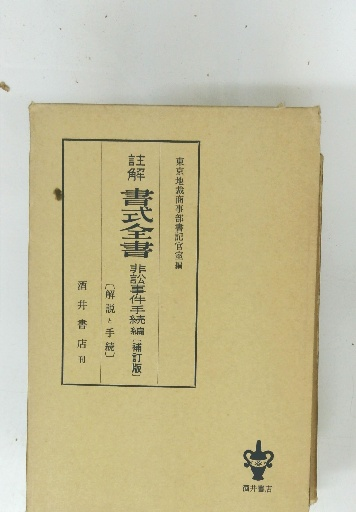 東京地裁商事部書記官室編
註解 書式全書 非訟事件手続編〔補訂版〕
〔解説と手続〕
酒井書店刊
酒井書店